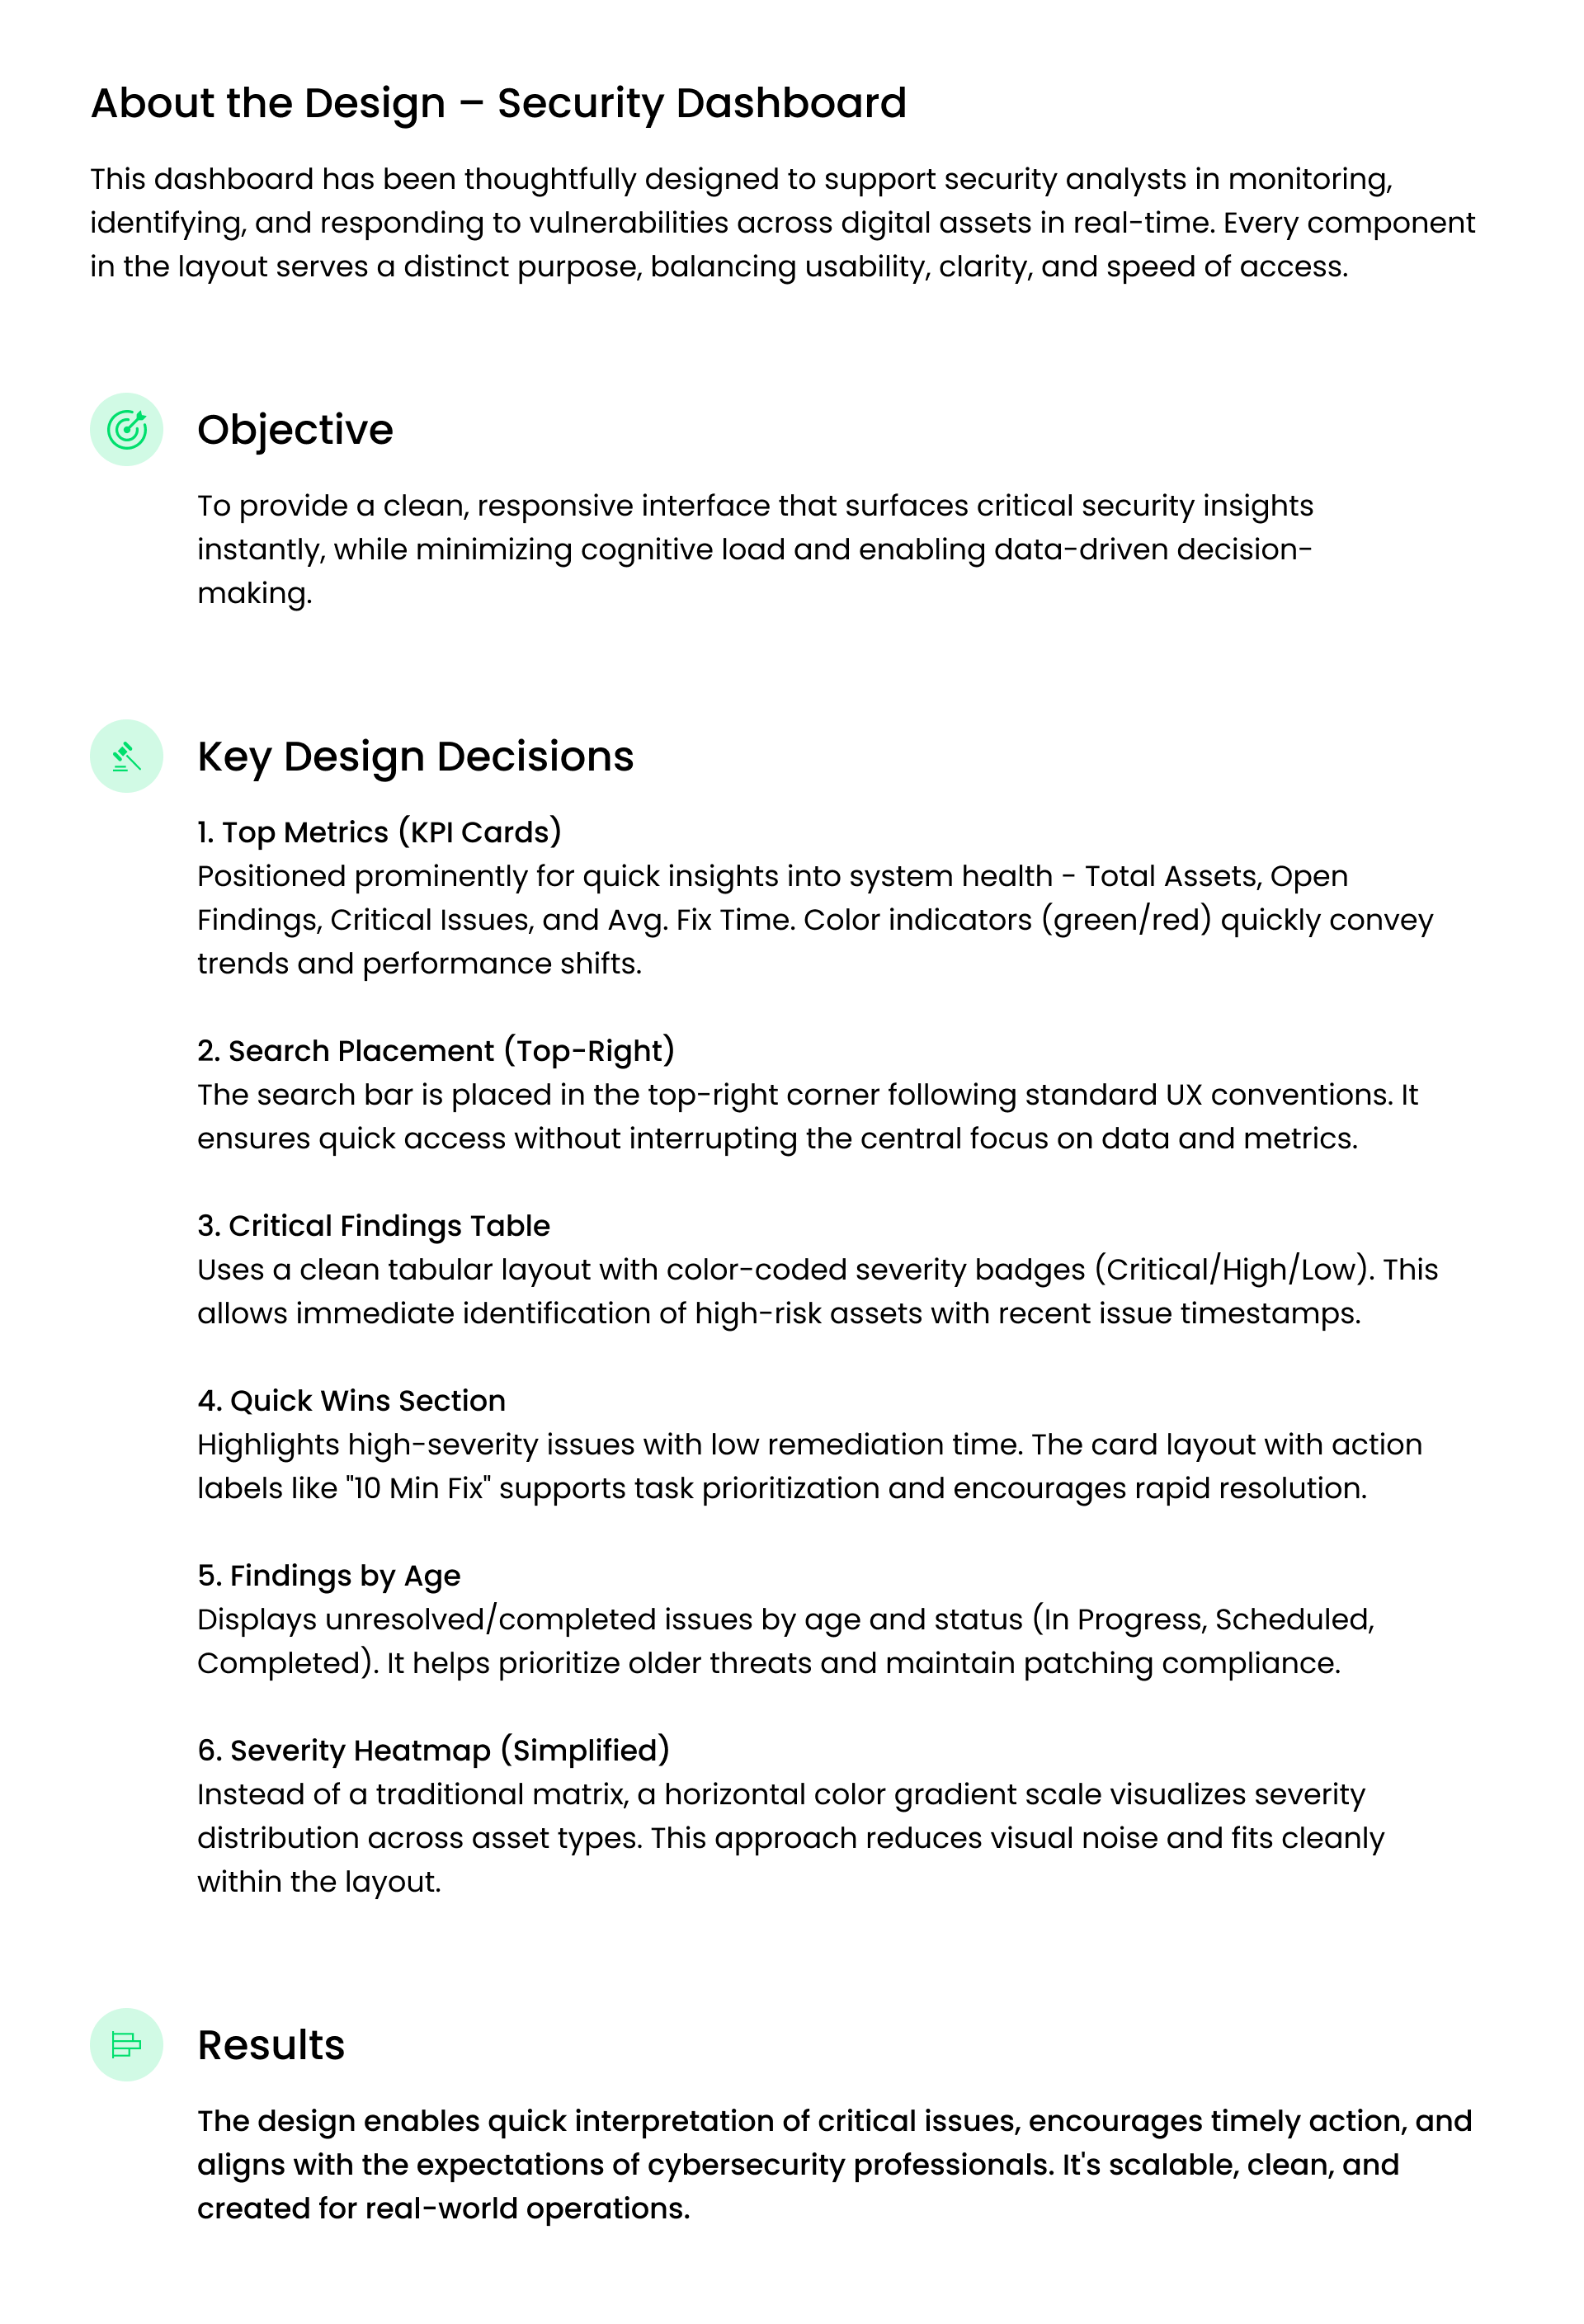 About the Design – Security Dashboard
This dashboard has been thoughtfully designed to support security analysts in monitoring,
identifying, and responding to vulnerabilities across digital assets in real-time. Every component
in the layout serves a distinct purpose, balancing usability, clarity, and speed of access.
Objective
To provide a clean, responsive interface that surfaces critical security insights
instantly, while minimizing cognitive load and enabling data-driven decision-
making.
Key Design Decisions
1. Top Metrics (KPI Cards)
Positioned prominently for quick insights into system health - Total Assets, Open
Findings, Critical Issues, and Avg. Fix Time. Color indicators (green/red) quickly convey
trends and performance shifts.
2. Search Placement (Top-Right)
The search bar is placed in the top-right corner following standard UX conventions. It
ensures quick access without interrupting the central focus on data and metrics.
3. Critical Findings Table
Uses a clean tabular layout with color-coded severity badges (Critical/High/Low). This
allows immediate identification of high-risk assets with recent issue timestamps.
4. Quick Wins Section
Highlights high-severity issues with low remediation time. The card layout with action
labels like "10 Min Fix" supports task prioritization and encourages rapid resolution.
5. Findings by Age
Displays unresolved/completed issues by age and status (In Progress, Scheduled,
Completed). It helps prioritize older threats and maintain patching compliance.
6. Severity Heatmap (Simplified)
Instead of a traditional matrix, a horizontal color gradient scale visualizes severity
distribution across asset types. This approach reduces visual noise and fits cleanly
within the layout.
Results
The design enables quick interpretation of critical issues, encourages timely action, and
aligns with the expectations of cybersecurity professionals. It's scalable, clean, and
created for real-world operations.